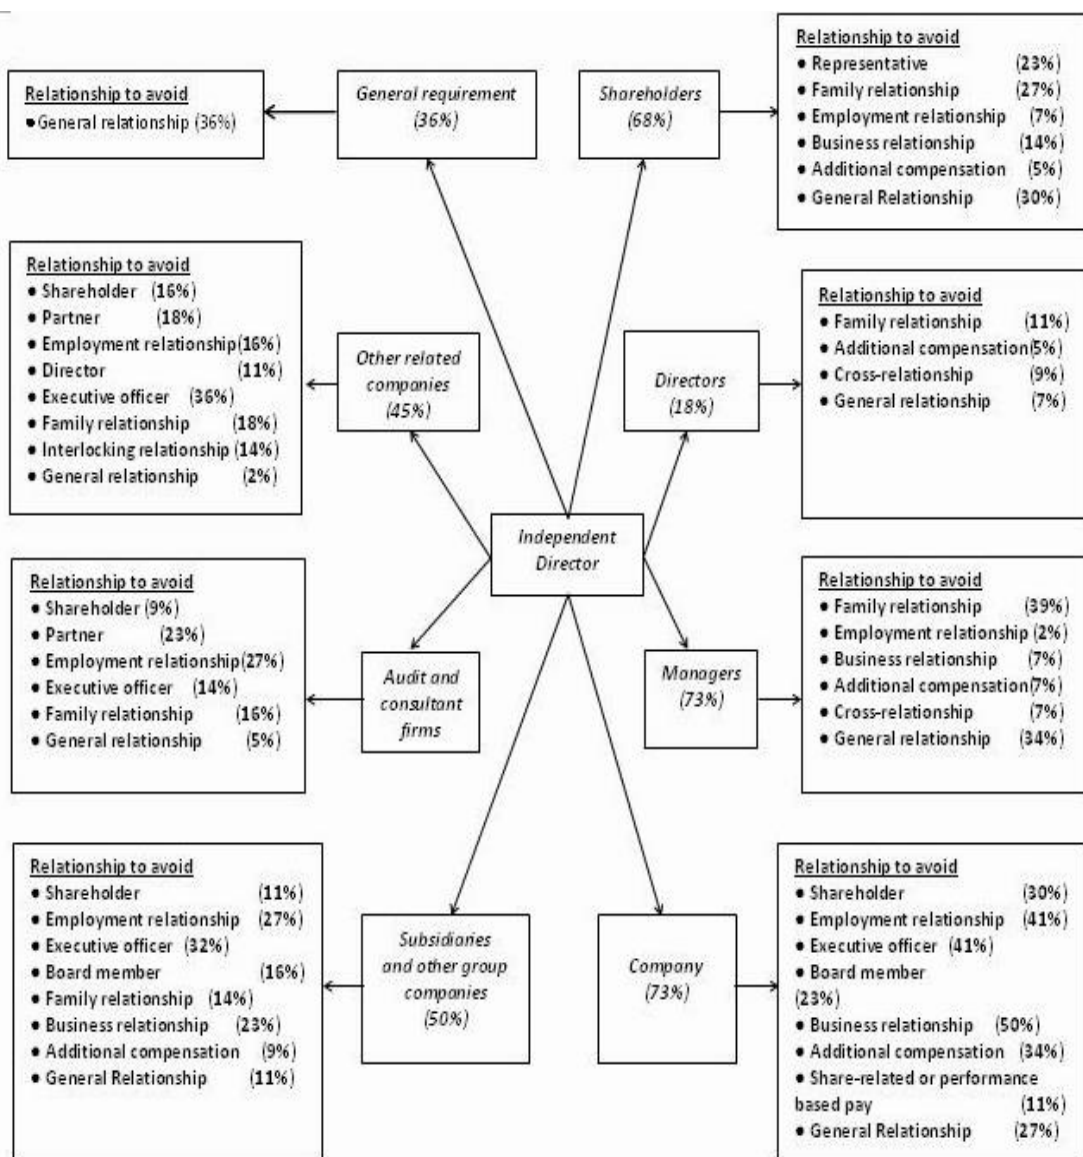 Relationship to avoid
●General relationship (36%)
General requirement
(36%)
Shareholders
(68%)
Relationship to avoid
● Representative (23%)
● Family relationship (27%)
● Employment relationship (7%)
● Business relationship (14%)
● Additional compensation (5%)
● General Relationship (30%)
Relationship to avoid
● Shareholder (16%)
● Partner (18%)
● Employment relationship(16%)
● Director (11%)
● Executive officer (36%)
● Family relationship (18%)
● Interlocking relationship (14%)
● General relationship (2%)
Other related
companies
(45%)
Directors
(18%)
Relationship to avoid
● Family relationship (11%)
● Additional compensation(5%)
● Cross-relationship (9%)
● General relationship (7%)
Independent
Director
Relationship to avoid
● Shareholder (9%)
● Partner (23%)
● Employment relationship(27%)
● Executive officer (14%)
● Family relationship (16%)
● General relationship (5%)
Audit and
consultant
firms
Managers
(73%)
Relationship to avoid
● Family relationship (39%)
● Employment relationship (2%)
● Business relationship (7%)
● Additional compensation(7%)
● Cross-relationship (7%)
● General relationship (34%)
Relationship to avoid
● Shareholder (11%)
● Employment relationship (27%)
● Executive officer (32%)
● Board member (16%)
● Family relationship (14%)
● Business relationship (23%)
● Additional compensation (9%)
● General Relationship (11%)
Subsidiaries
and other group
companies
(50%)
Company
(73%)
Relationship to avoid
● Shareholder (30%)
● Employment relationship (41%)
● Executive officer (41%)
● Board member
(23%)
● Business relationship (50%)
● Additional compensation (34%)
● Share-related or performance
based pay (11%)
● General Relationship (27%)